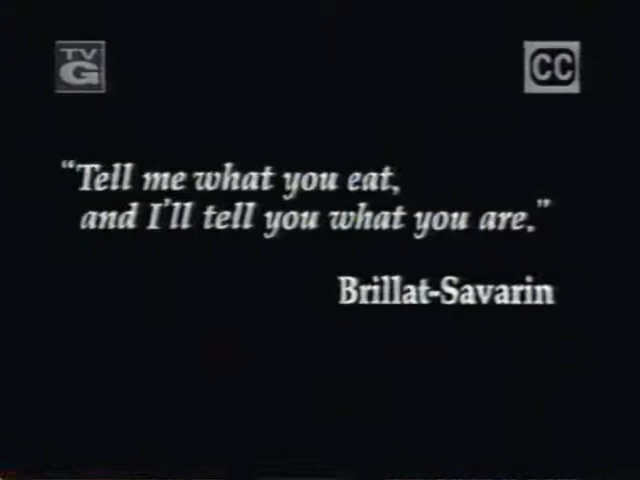 TV
G
CC
“Tell me what you eat,
and I'll tell you what you are.”
Brillat-Savarin